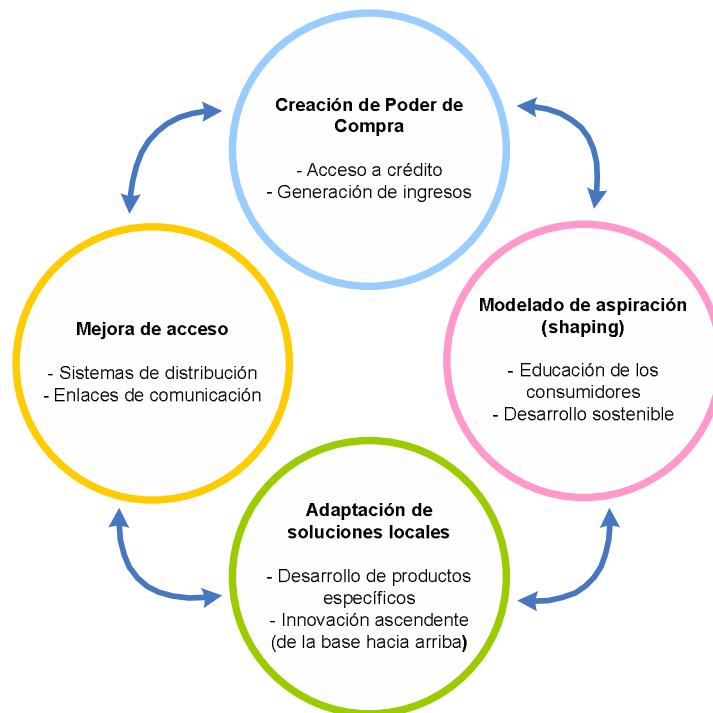 Creación de Poder de
Compra
- Acceso a crédito
- Generación de ingresos
Mejora de acceso
- Sistemas de distribución
- Enlaces de comunicación
Modelado de aspiración
(shaping)
- Educación de los
consumidores
- Desarrollo sostenible
Adaptación de
soluciones locales
- Desarrollo de productos
específicos
- Innovación ascendente
(de la base hacia arriba)